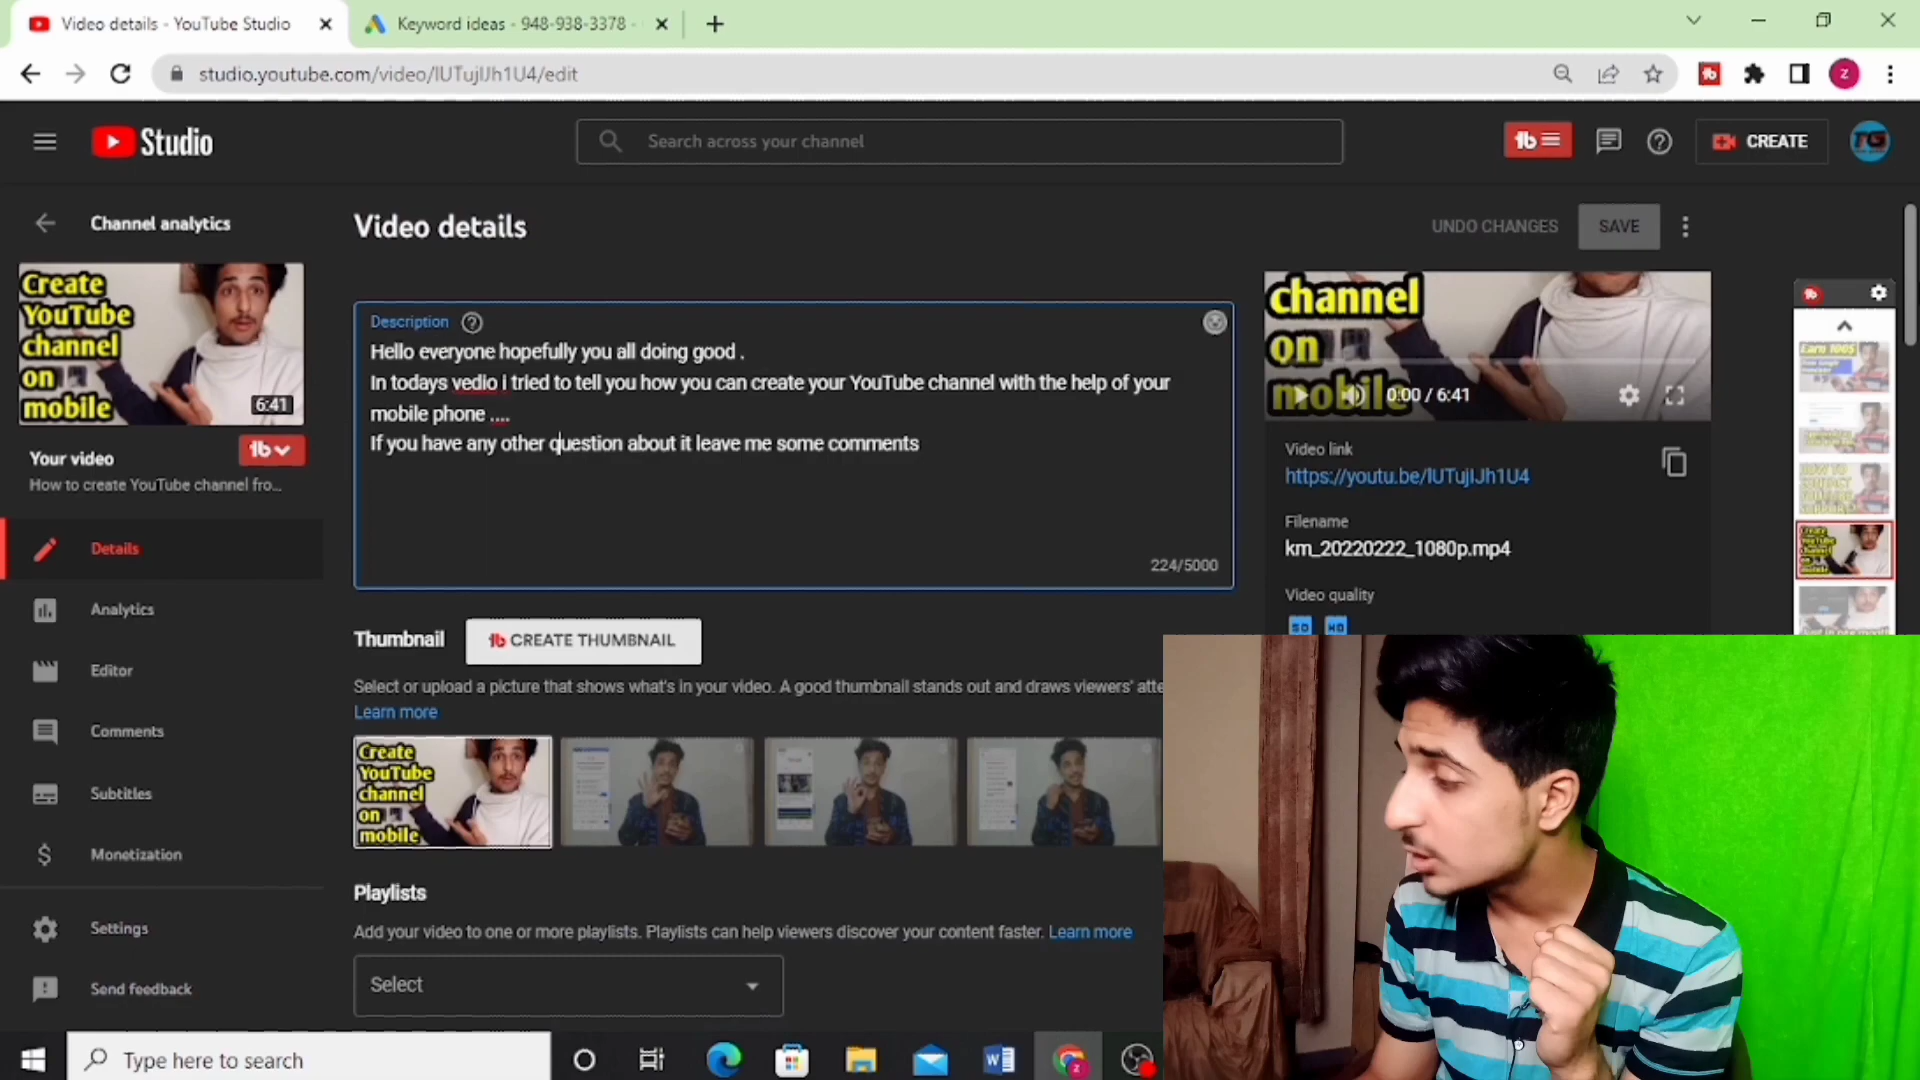 Video details - YouTube Studio
Keyword ideas - 948-938-3378 -
studio.youtube.com/video/lUTujIJh1U4/edit
Z
Studio
Search across your channel
CREATE
TG
Channel analytics
Video details
UNDO CHANGES
SAVE
Create
YouTube
channel
on
mobile
6:41
Your video
How to create YouTube channel fro...
Details
Analytics
Editor
Comments
Subtitles
Monetization
Settings
Send feedback
Description
Hello everyone hopefully you all doing good .
In todays vedio I tried to tell you how you can create your YouTube channel with the help of your
mobile phone ....
If you have any other question about it leave me some comments
224/5000
Thumbnail
CREATE THUMBNAIL
Select or upload a picture that shows what's in your video. A good thumbnail stands out and draws viewers' atte
Learn more
Create
YouTube
channel
on
mobile
Playlists
Add your video to one or more playlists. Playlists can help viewers discover your content faster. Learn more
Select
channel
on
mobile
0:00 / 6:41
Video link
https://youtu.be/lUTujIJh1U4
Filename
km_20220222_1080p.mp4
Video quality
SD HD
Type here to search